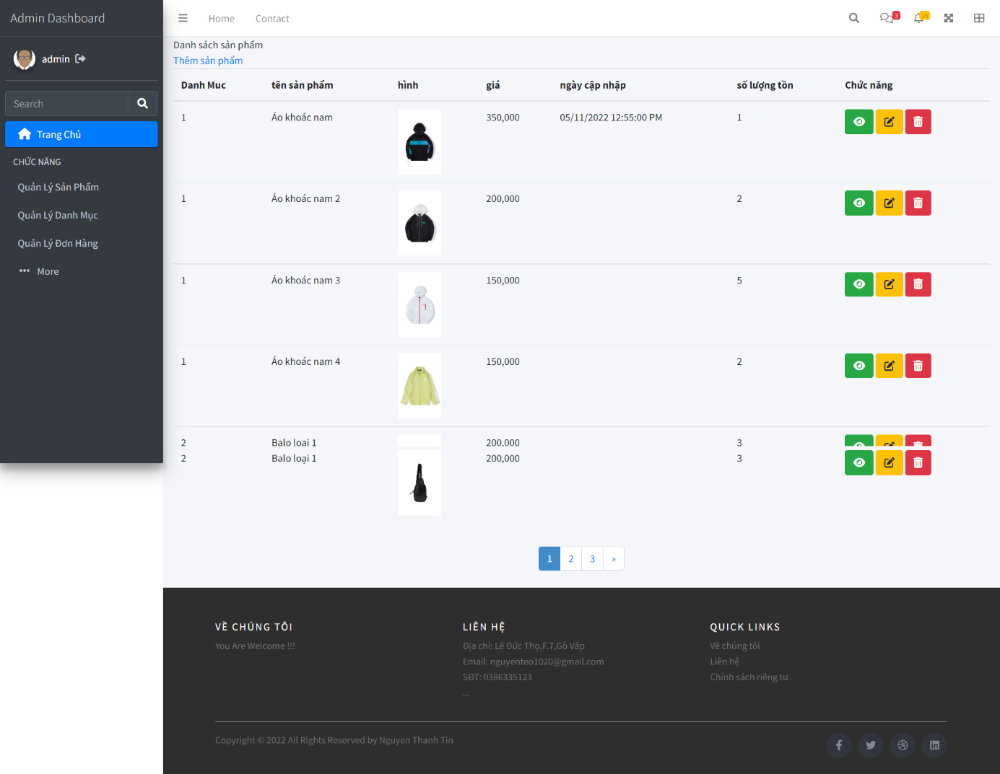 Admin Dashboard
Home
Contact
3
15
admin
Search
Trang Chủ
CHỨC NĂNG
Quản Lý Sản Phẩm
Quản Lý Danh Mục
Quản Lý Đơn Hàng
More
Danh sách sản phẩm
Thêm sản phẩm
Danh Muc tên sản phẩm hình giá ngày cập nhập số lượng tồn Chức năng
1 Áo khoác nam 350,000 05/11/2022 12:55:00 PM 1
1 Áo khoác nam 2 200,000 2
1 Áo khoác nam 3 150,000 5
1 Áo khoác nam 4 150,000 2
2 Balo loai 1 200.000 3
2 Balo loại 1 200,000 3
1 2 3 »
VỀ CHÚNG TÔI
You Are Welcome !!!
LIÊN HỆ
Địa chỉ: Lê Đức Thọ,F.7,Gò Vấp
Email: nguyenteo1020@gmail.com
SĐT: 0386335123
...
QUICK LINKS
Về chúng tôi
Liên hệ
Chính sách riêng tư
Copyright © 2022 All Rights Reserved by Nguyen Thanh Tín